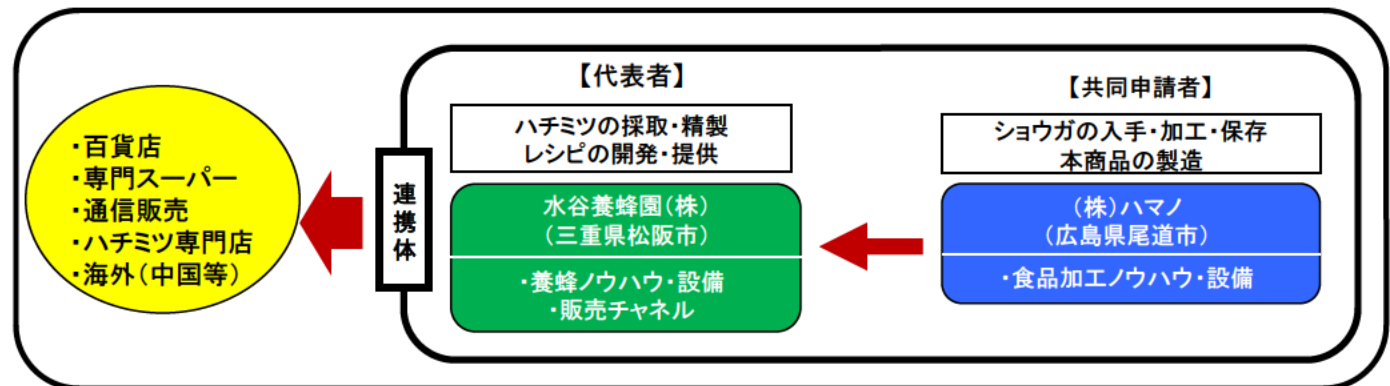 ・百貨店
・専門スーパー
・通信販売
・ハチミツ専門店
・海外(中国等)
連携体
【代表者】
ハチミツの採取・精製
レシピの開発・提供
水谷養蜂園(株)
(三重県松阪市)
・養蜂ノウハウ・設備
・販売チャネル
【共同申請者】
ショウガの入手・加工・保存
本商品の製造
(株)ハマノ
(広島県尾道市)
・食品加工ノウハウ・設備